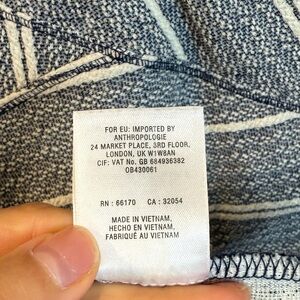 FOR EU: IMPORTED BY
ANTHROPOLOGIE
24 MARKET PLACE, 3RD FLOOR,
LONDON, UK W1W8AN
CIF: VAT No. GB 684936382
OB430061
RN : 66170 CA : 32054
MADE IN VIETNAM,
HECHO EN VIETNAM,
FABRIQUÉ AU VIETNAM